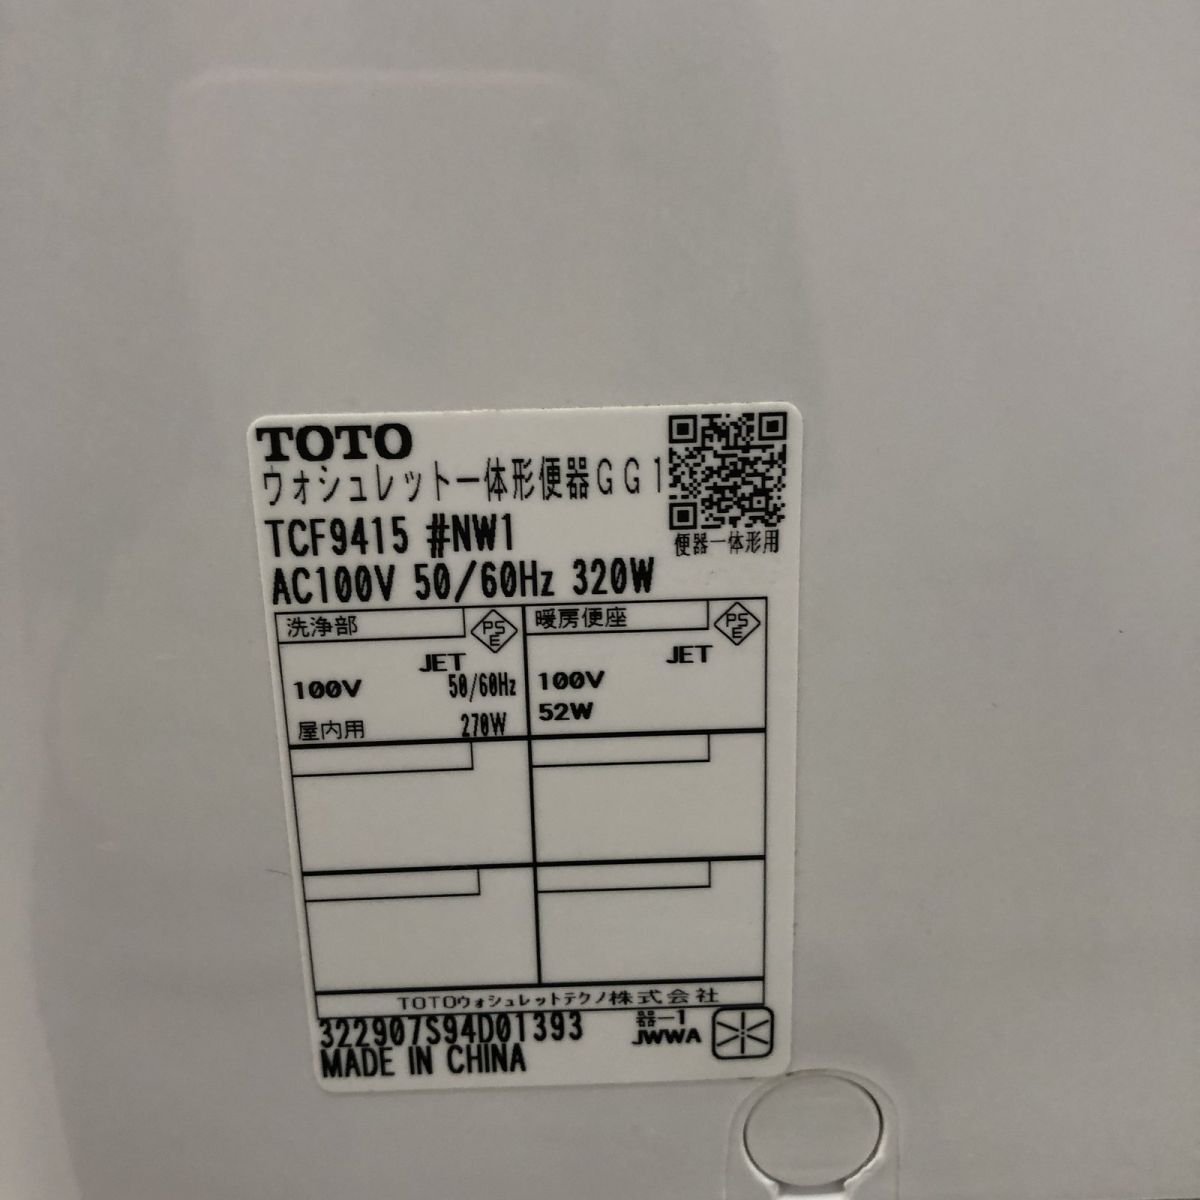 TOTO
ウォシュレット一体形便器GG1
TCF9415 #NW1
便器一体形用
AC100V 50/60Hz 320W
洗浄部
PSE
JET
100V 50/60Hz
屋内用 270W
暖房便座
PSE
JET
100V
52W
TOTOウォシュレットテクノ株式会社
322907S94D01393
器-1
JWWA
MADE IN CHINA